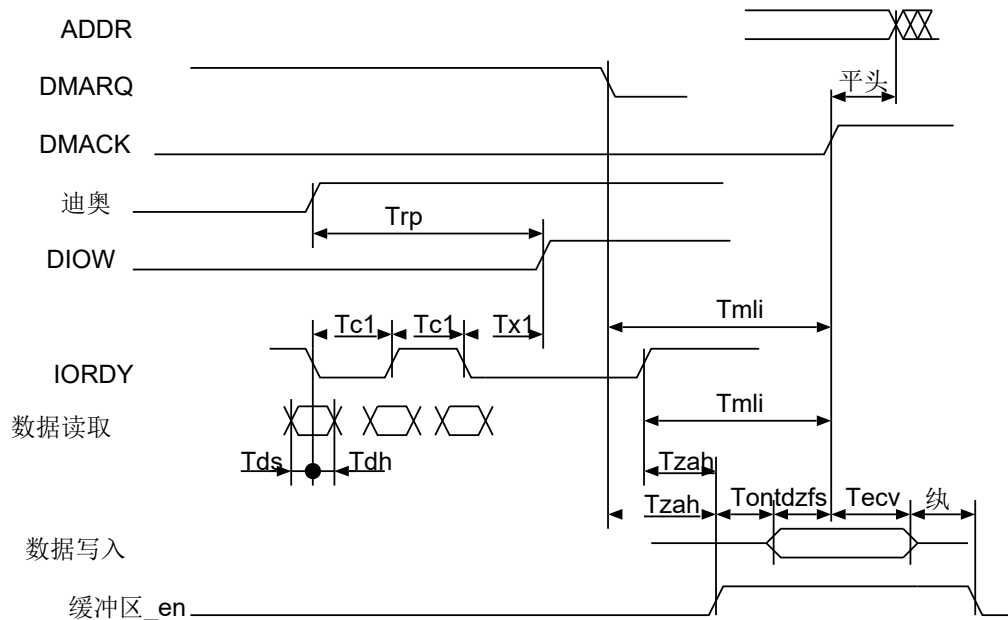 ADDR
DMARQ
平头
DMACK
迪奥
Trp
DIOW
Tc1 Tc1 Tx1 Tmli
IORDY
Tmli
数据读取
Tds Tdh Tzah
Tzah Tontdzfs Tecv 纨
数据写入
缓冲区_en